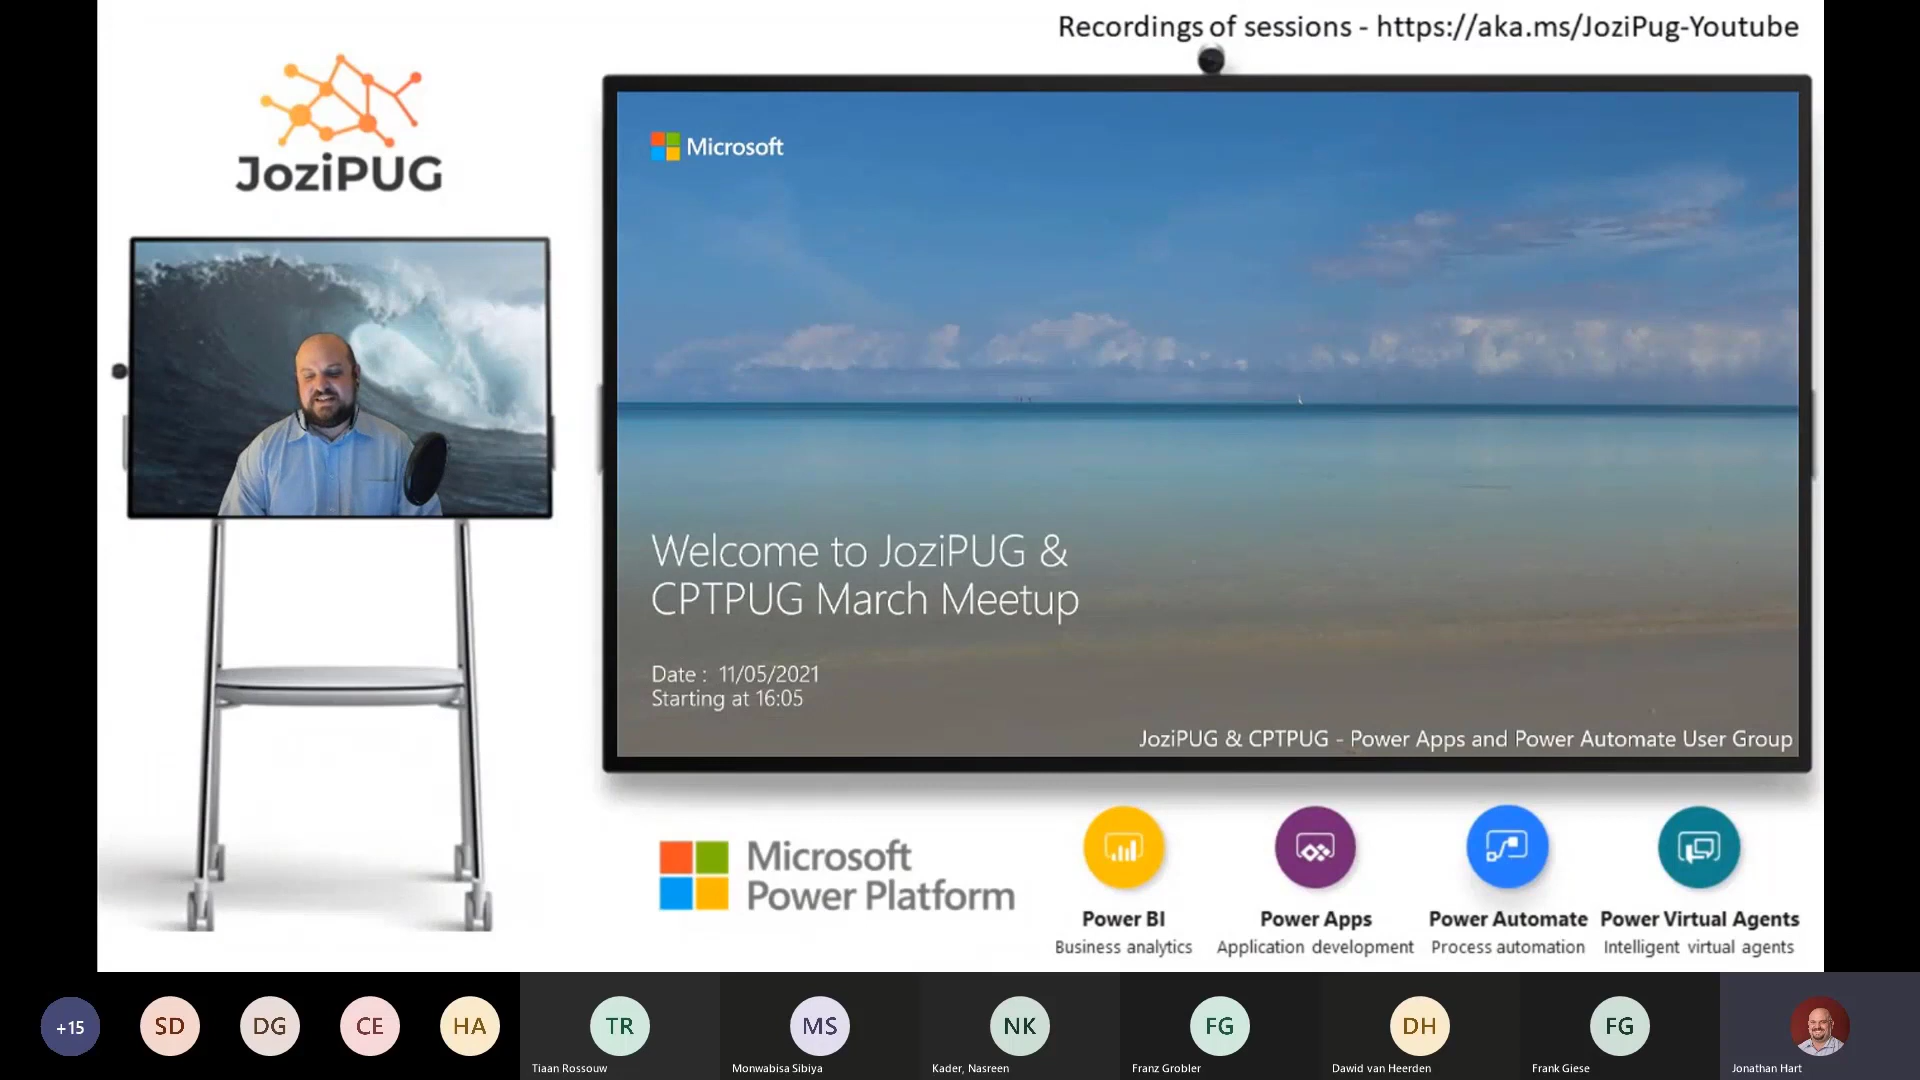 Recordings of sessions - https://aka.ms/JoziPug-Youtube
JoziPUG
Microsoft
Welcome to JoziPUG &
CPTPUG March Meetup
Date : 11/05/2021
Starting at 16:05
JoziPUG & CPTPUG - Power Apps and Power Automate User Group
Microsoft
Power Platform
Power BI
Business analytics
Power Apps
Application development
Power Automate
Process automation
Power Virtual Agents
Intelligent virtual agents
+15
SD
DG
CE
HA
TR
Tiaan Rossouw
MS
Monwabisa Sibiya
NK
Kader, Nasreen
FG
Franz Grobler
DH
Dawid van Heerden
FG
Frank Giese
Jonathan Hart